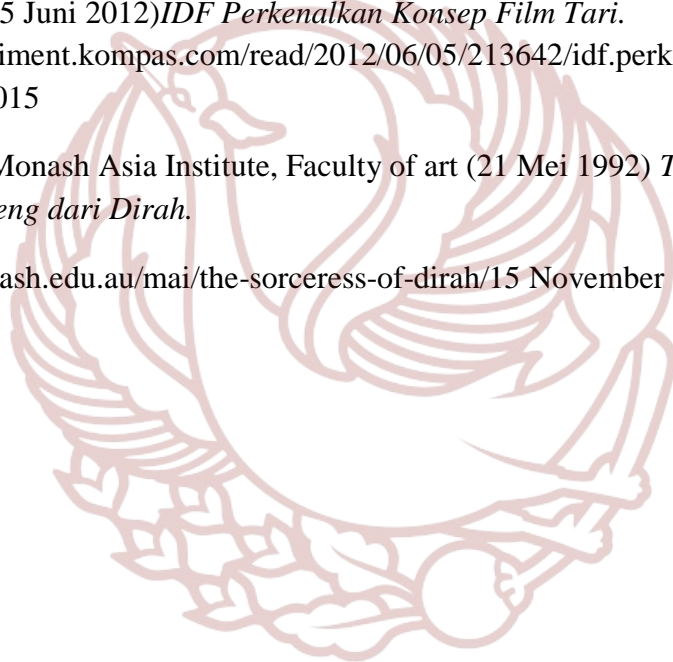 5 Juni 2012)IDF Perkenalkan Konsep Film Tari.
iment.kompas.com/read/2012/06/05/213642/idf.perk
015
Monash Asia Institute, Faculty of art (21 Mei 1992) T
eng dari Dirah.
ash.edu.au/mai/the-sorceress-of-dirah/15 November